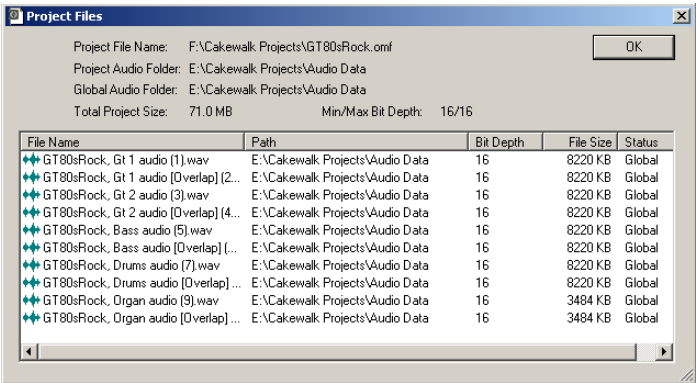 Project Files
Project File Name: F:\Cakewalk Projects\GT80sRock.omf
OK
Project Audio Folder: E:\Cakewalk Projects\Audio Data
Global Audio Folder: E:\Cakewalk Projects\Audio Data
Total Project Size: 71.0 MB Min/Max Bit Depth: 16/16
File Name Path Bit Depth File Size Status
GT80sRock, Gt 1 audio (1).wav E:\Cakewalk Projects\Audio Data 16 8220 KB Global
GT80sRock, Gt 1 audio [Overlap] (2... E:\Cakewalk Projects\Audio Data 16 8220 KB Global
GT80sRock, Gt 2 audio (3).wav E:\Cakewalk Projects\Audio Data 16 8220 KB Global
GT80sRock, Gt 2 audio [Overlap] (4... E:\Cakewalk Projects\Audio Data 16 8220 KB Global
GT80sRock, Bass audio (5).wav E:\Cakewalk Projects\Audio Data 16 8220 KB Global
GT80sRock, Bass audio [Overlap] (... E:\Cakewalk Projects\Audio Data 16 8220 KB Global
GT80sRock, Drums audio (7).wav E:\Cakewalk Projects\Audio Data 16 8220 KB Global
GT80sRock, Drums audio [Overlap] ... E:\Cakewalk Projects\Audio Data 16 8220 KB Global
GT80sRock, Organ audio (9).wav E:\Cakewalk Projects\Audio Data 16 3484 KB Global
GT80sRock, Organ audio [Overlap] ... E:\Cakewalk Projects\Audio Data 16 3484 KB Global